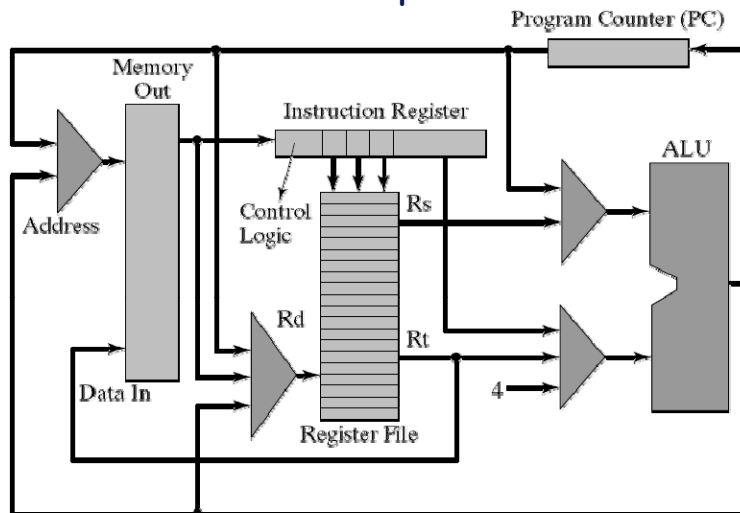 Program Counter (PC)
Memory
Out
Instruction Register
ALU
Control
Logic
Rs
Address
Rd
Rt
4
Data In
Register File